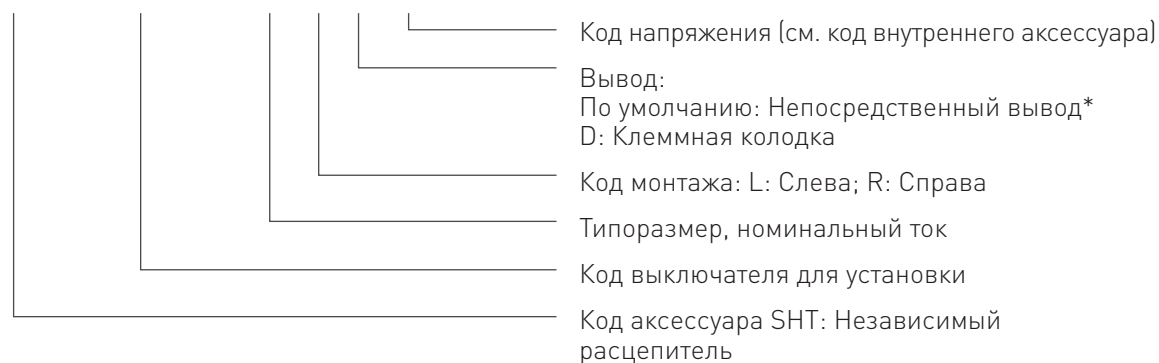 Код напряжения (см. код внутреннего аксессуара)
Вывод:
По умолчанию: Непосредственный вывод*
D: Клеммная колодка
Код монтажа: L: Слева; R: Справа
Типоразмер, номинальный ток
Код выключателя для установки
Код аксессуара SHT: Независимый
расцепитель